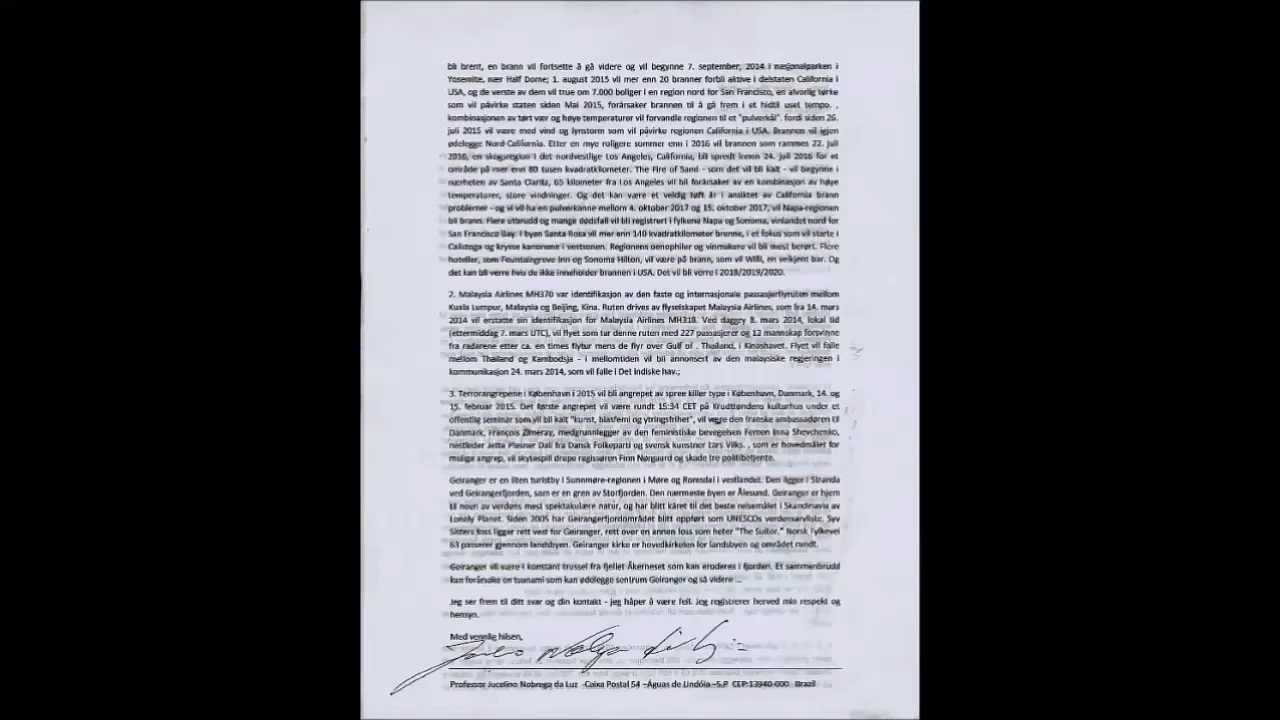 bli brent, en brann vil fortsette å gå videre og vil begynne 7. september, 2014 i nasjonalparken i
Yosemite, nær Half Dome; 1. august 2015 vil mer enn 20 branner forbli aktive i delstaten California i
USA, og de verste av dem vil true om 7.000 boliger i en region nord for San Francisco, en alvorlig tørke
som vil påvirke staten siden Mai 2015, forårsaker brannen til å gå frem i et hidtil uset tempo. ,
kombinasjonen av tørt vær og høye temperaturer vil forvandle regionen til et "pulverkål". fordi siden 26.
juli 2015 vil være med vind og lynstorm som vil påvirke regionen California i USA. Brannen vil igjen
ødelegge Nord-California. Etter en mye roligere sommer enn i 2016 vil brannen som rammes 22. juli
2016, en skogsregion i det nordvestlige Los Angeles, California, bli spredt innen 24. juli 2016 for et
område på mer enn 80 tusen kvadratkilometer. The Fire of Sand - som det vil bli kalt - vil begynne i
nærheten av Santa Clarita, 65 kilometer fra Los Angeles vil bli forårsaket av en kombinasjon av høye
temperaturer, store vindninger. Og det kan være et veldig tøft år i ansiktet av California brann
problemer - og vi vil ha en pulverkanne mellom 4. oktober 2017 og 15. oktober 2017, vil Napa-regionen
bli brann. Flere utbrudd og mange dødsfall vil bli registrert i fylkene Napa og Sonoma, vinlandet nord for
San Francisco Bay. I byen Santa Rosa vil mer enn 140 kvadratkilometer brenne, i et fokus som vil starte i
Calistoga og krysse kanonene i vestsonen. Regionens oenophiler og vinmakere vil bli mest berørt. Flere
hoteller, som Fountaingrove Inn og Sonoma Hilton, vil være på brann, som vil Willi, en veikjent bar. Og
det kan bli verre hvis de ikke inneholder brannen i USA. Det vil bli verre i 2018/2019/2020.
2. Malaysia Airlines MH370 var identifikasjon av den faste og internasjonale passasjerflyruten mellom
Kuala Lumpur, Malaysia og Beijing, Kina. Ruten drives av flyselskapet Malaysia Airlines, som fra 14. mars
2014 vil erstatte sin identifikasjon for Malaysia Airlines MH318. Ved daggry 8. mars 2014, lokal tid
(ettermiddag 7. mars UTC), vil flyet som tar denne ruten med 227 passasjerer og 12 mannskap forsvinne
fra radarene etter ca. en times flytur mens de flyr over Gulf of . Thailand, i Kinashavet. Flyet vil falle
mellom Thailand og Kambodsja - i mellomtiden vil bli annonsert av den malaysiske regjeringen i
kommunikasjon 24. mars 2014, som vil falle i Det indiske hav.;
3. Terrorangrepene i København i 2015 vil bli angrepet av spree killer type i København, Danmark, 14. og
15. februar 2015. Det første angrepet vil være rundt 15:34 CET på Krudttøndens kulturhus under et
offentlig seminar som vil bli kalt "kunst, blasfemi og ytringsfrihet", vil være den franske ambassadøren til
Danmark, François Zimeray, medgrunnlegger av den feministiske bevegelsen Femen Inna Shevchenko,
nestleder Jette Plesner Dali fra Dansk Folkeparti og svensk kunstner Lars Vilks. , som er hovedmålet for
mulige angrep, vil skytespill drepe regissøren Finn Nørgaard og skade tre politibetjente.
Geiranger er en liten turistby i Sunnmøre-regionen i Møre og Romsdal i vestlandet. Den ligger i Stranda
ved Geirangerfjorden, som er en gren av Storfjorden. Den nærmeste byen er Ålesund. Geiranger er hjem
til noen av verdens mest spektakulære natur, og har blitt kåret til det beste reisemålet i Skandinavia av
Lonely Planet. Siden 2005 har Geirangerfjordområdet blitt oppført som UNESCOs verdensarvliste. Syv
Sisters foss ligger rett vest for Geiranger, rett over en annen foss som heter "The Suitor." Norsk fylkevei
63 passerer gjennom landsbyen. Geiranger kirke er hovedkirkelen for landsbyen og området rundt.
Geiranger vil være i konstant trussel fra fjellet Åkerneset som kan eroderes i fjorden. Et sammenbrudd
kan forårsake en tsunami som kan ødelegge sentrum Geiranger og så videre ...
Jeg ser frem til ditt svar og din kontakt - jeg håper å være feil. Jeg registrerer herved min respekt og
hensyn.
Med vennlig hilsen,
Professor Jucelino Nobrega da Luz -Caixa Postal 54 –Águas de Lindóia –S.P CEP:13940-000 Brazil